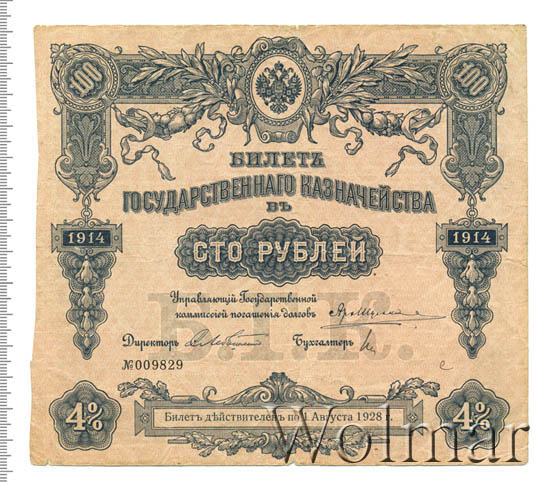 100 100
БИЛЕТЪ
ГОСУДАРСТВЕННАГО КАЗНАЧЕЙСТВА
ВЪ
1914 СТО РУБЛЕЙ 1914
Управляющій Государственной
коммиссіей погашенія долговъ
Б.Г.К.
Директоръ Бухгалтеръ
№009829
с
4% Билетъ дѣйствителенъ по 1 Августа 1928 г. 4%
Wolmar